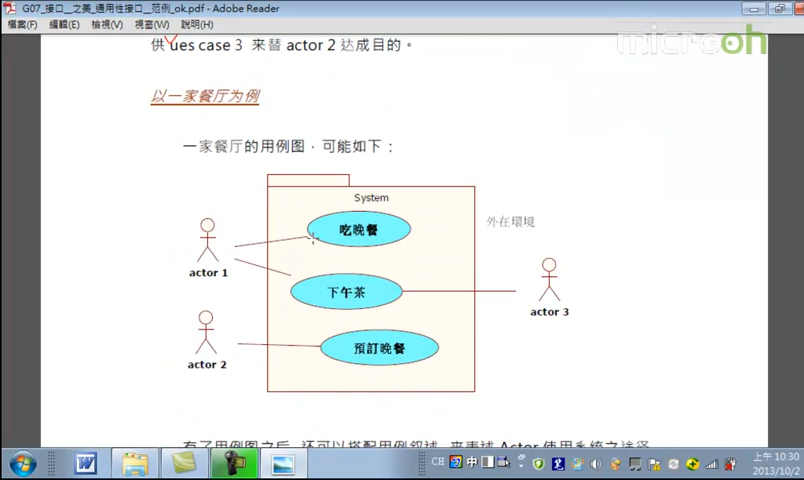 G07_接口__之美_通用性接口__范例_ok.pdf - Adobe Reader
檔案(F) 編輯(E) 檢視(V) 視窗(W) 說明(H)
microoh
供 ues case 3 来替 actor 2 达成目的。
以一家餐厅为例
一家餐厅的用例图，可能如下：
System
吃晚餐
外在環境
actor 1
下午茶
actor 3
預訂晚餐
actor 2
有了用例图之后，还可以搭配用例叙述，来表述 Actor 使用系统之途径
CH 中
上午 10:30
2013/10/2